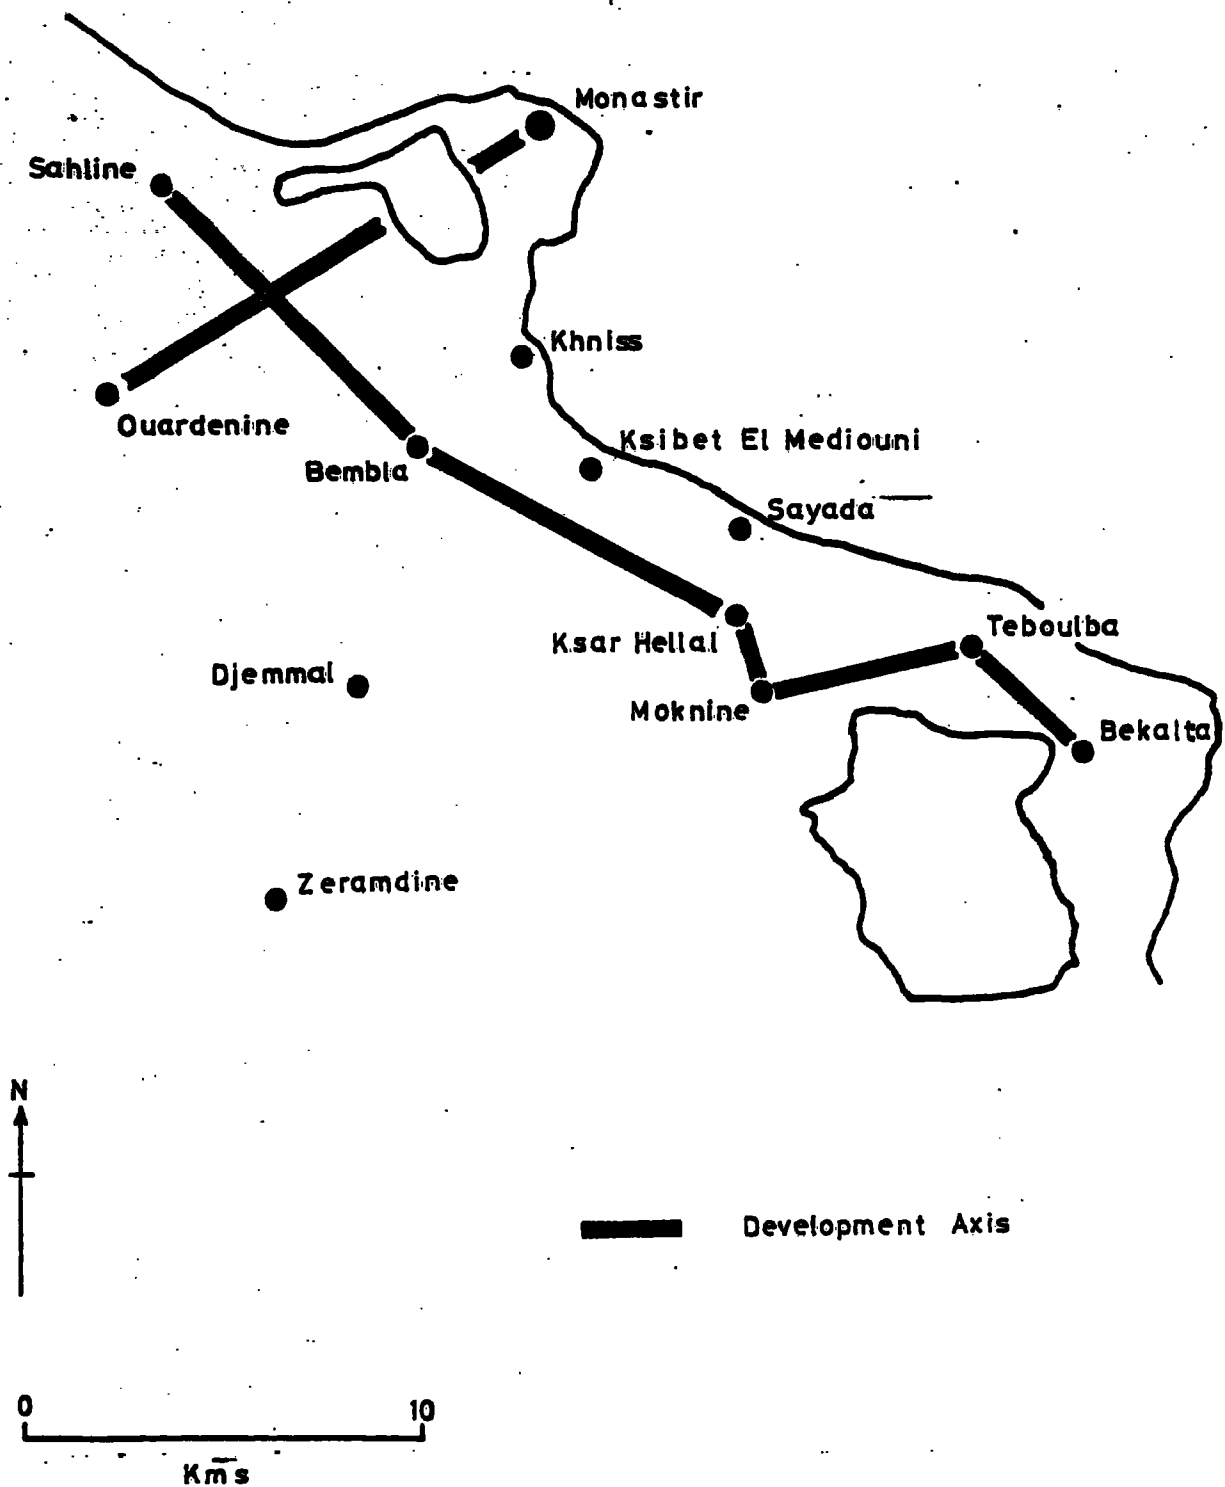 Monastir
Sahline
Khniss
Ouardenine
Ksibet El Mediouni
Bembla
Sayada
Teboulba
Ksar Hellal
Djemmal
Moknine
Bekalta
Zeramdine
N
Development Axis
0 10
Kms